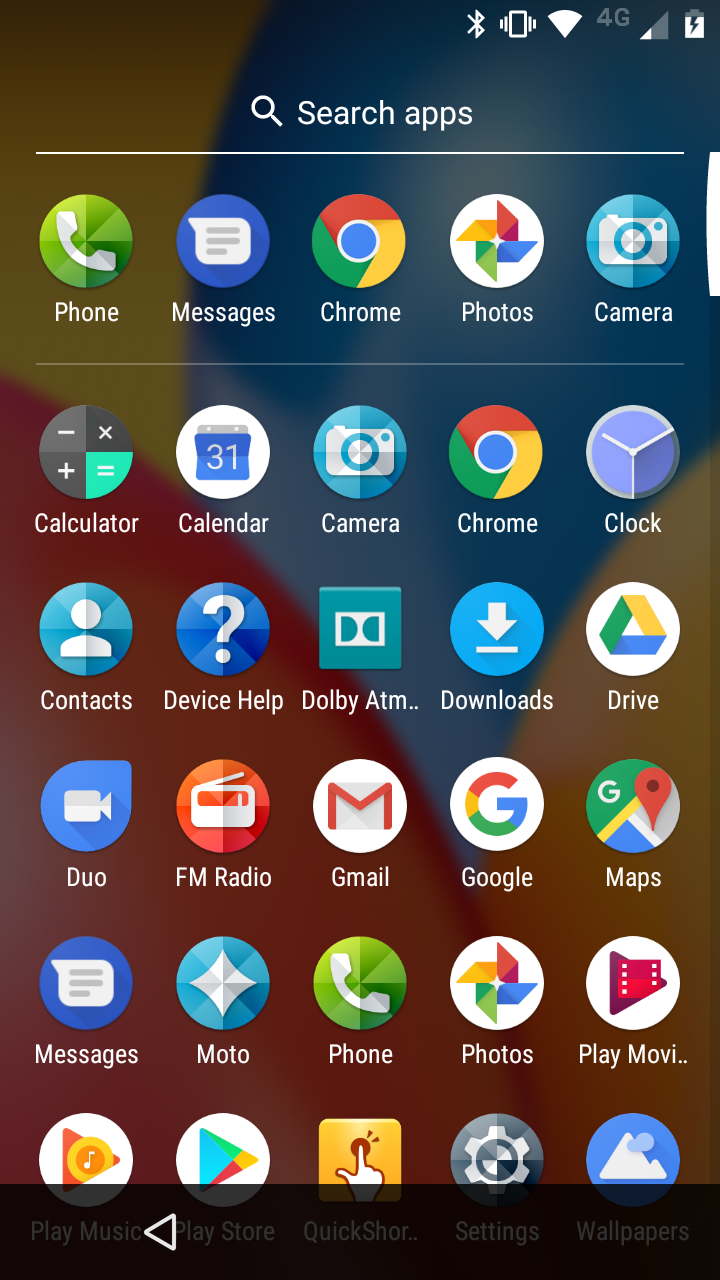 4G
Search apps
Phone Messages Chrome Photos Camera
31
Calculator Calendar Camera Chrome Clock
Contacts Device Help Dolby Atm.. Downloads Drive
G
Duo FM Radio Gmail Google Maps
Messages Moto Phone Photos Play Movi..
Play Music Play Store QuickShor.. Settings Wallpapers